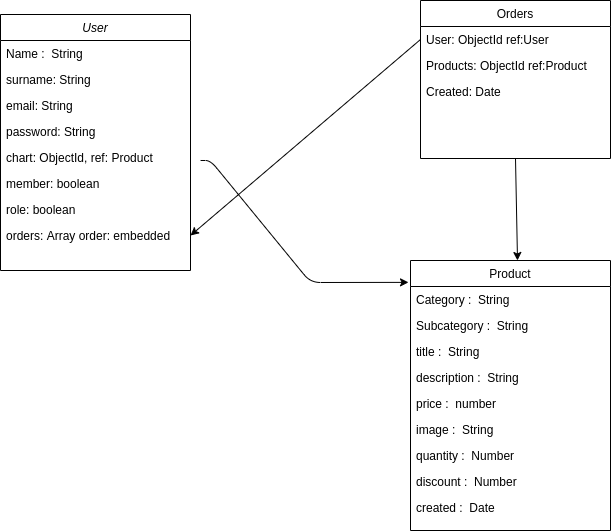 User
Name :  String
surname: String
email: String
password: String
chart: ObjectId, ref: Product
member: boolean
role: boolean
orders: Array order: embedded
Orders
User: ObjectId ref:User
Products: ObjectId ref:Product
Created: Date
Product
Category :  String
Subcategory :  String
title :  String
description :  String
price :  number
image :  String
quantity :  Number
discount :  Number
created :  Date